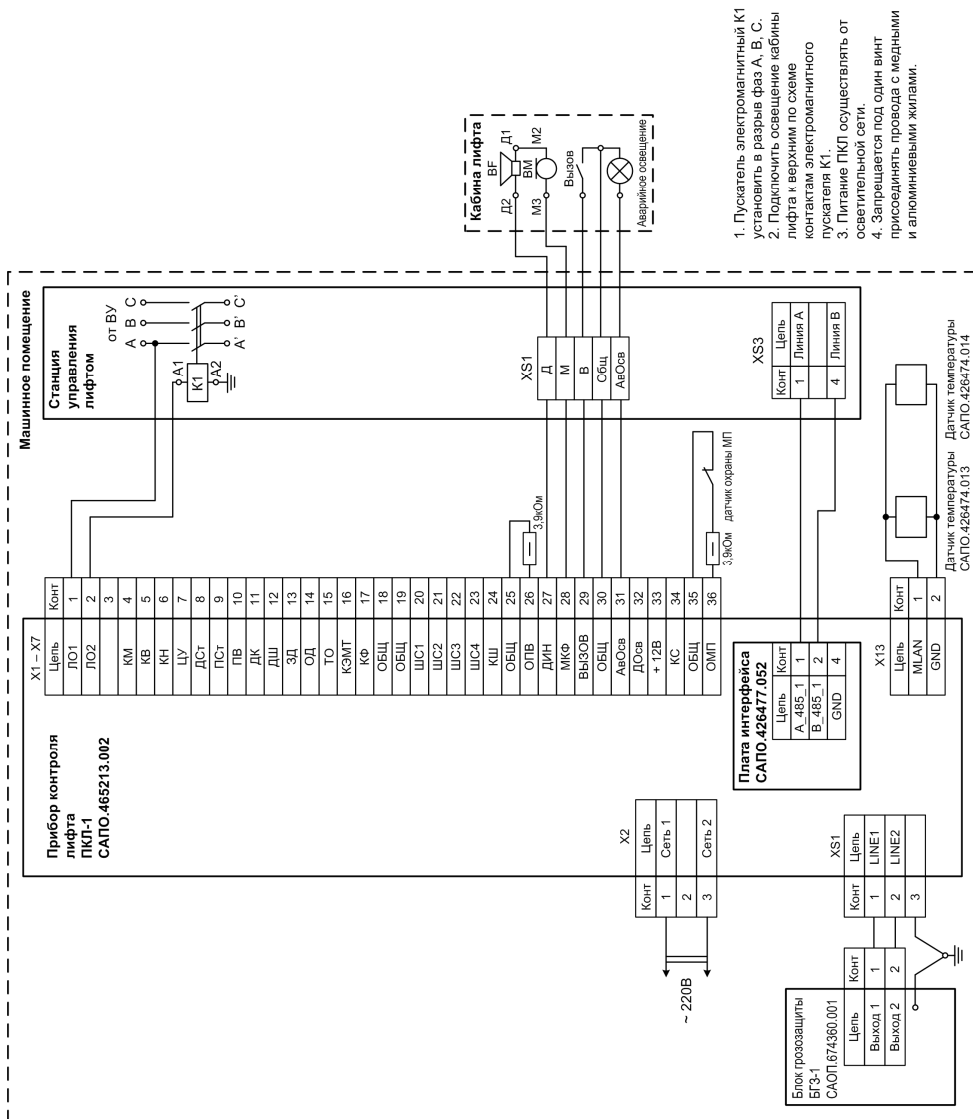 Машинное помещение
Прибор контроля
лифта
ПКЛ-1
САПО.465213.002
X1 – X7
Цепь Конт
ЛО1 1
ЛО2 2
3
КМ 4
КВ 5
КН 6
ЦУ 7
ДСт 8
ПСт 9
ПВ 10
ДК 11
ДШ 12
ЗД 13
ОД 14
ТО 15
КЭМТ 16
КФ 17
ОБЩ 18
ОБЩ 19
ШС1 20
ШС2 21
ШС3 22
ШС4 23
КШ 24
ОБЩ 25
ОПВ 26
ДИН 27
МКФ 28
ВЫЗОВ 29
ОБЩ 30
АвОсв 31
ДОсв 32
+ 12В 33
КС 34
ОБЩ 35
ОМП 36
3,9кОм
3,9кОм
датчик охраны МП
Станция
управления
лифтом
от ВУ
A B C
A1
K1
A2
A' B' C'
XS1
Д
М
В
Общ
АвОсв
Кабина лифта
BF
Д2 Д1
BM
М3 М2
Вызов
Аварийное освещение
XS3
Конт Цепь
1 Линия А
4 Линия В
X2
Конт Цепь
1 Сеть 1
2
3 Сеть 2
~ 220В
Плата интерфейса
САПО.426477.052
Цепь Конт
A_485_1 1
B_485_1 2
GND 4
Блок грозозащиты
БГЗ-1
САОП.674360.001
Цепь Конт
Выход 1 1
Выход 2 2
XS1
Конт Цепь
1 LINE1
2 LINE2
3
X13
Цепь Конт
MLAN 1
GND 2
Датчик температуры
САПО.426474.013
Датчик температуры
САПО.426474.014
1. Пускатель электромагнитный К1
установить в разрыв фаз А, В, С.
2. Подключить освещение кабины
лифта к верхним по схеме
контактам электромагнитного
пускателя К1.
3. Питание ПКЛ осуществлять от
осветительной сети.
4. Запрещается под один винт
присоединять провода с медными
и алюминиевыми жилами.